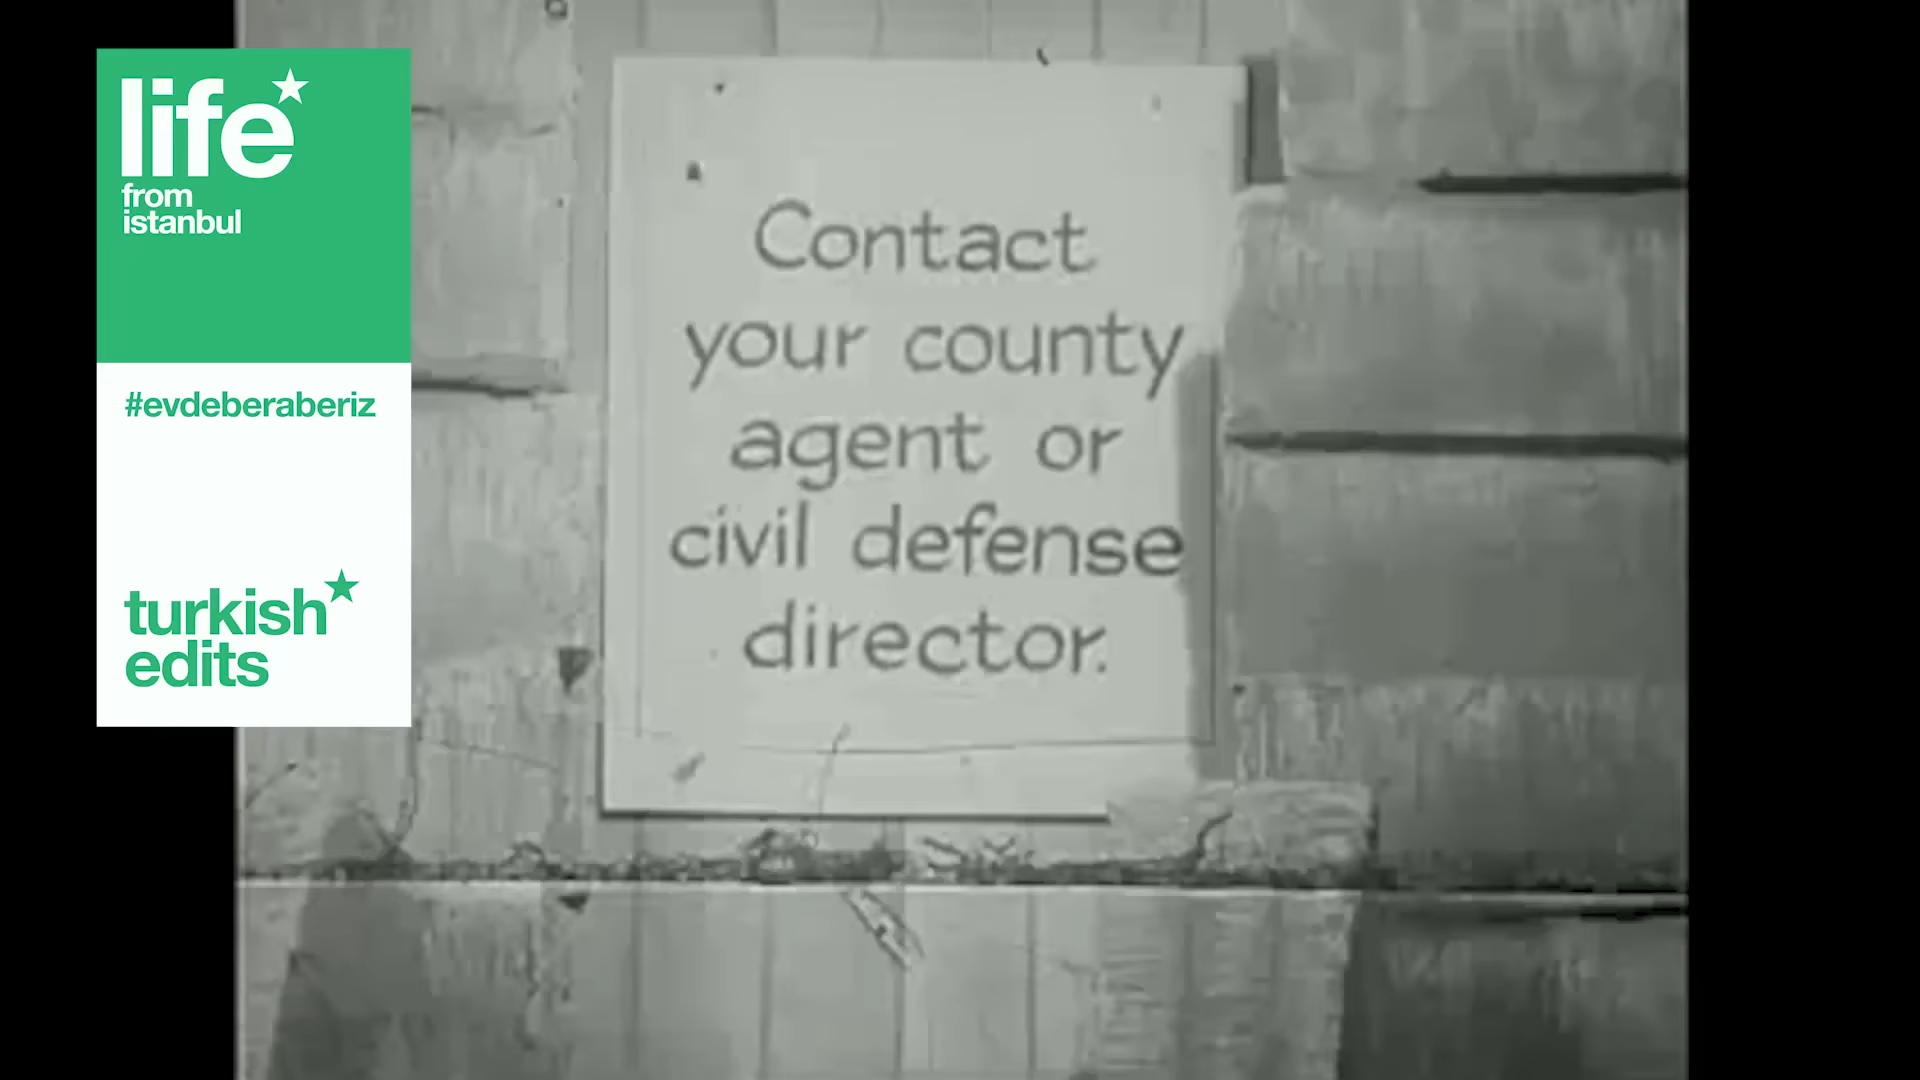 life
from
istanbul
#evdeberaberiz
turkish
edits
Contact
your county
agent or
civil defense
director.